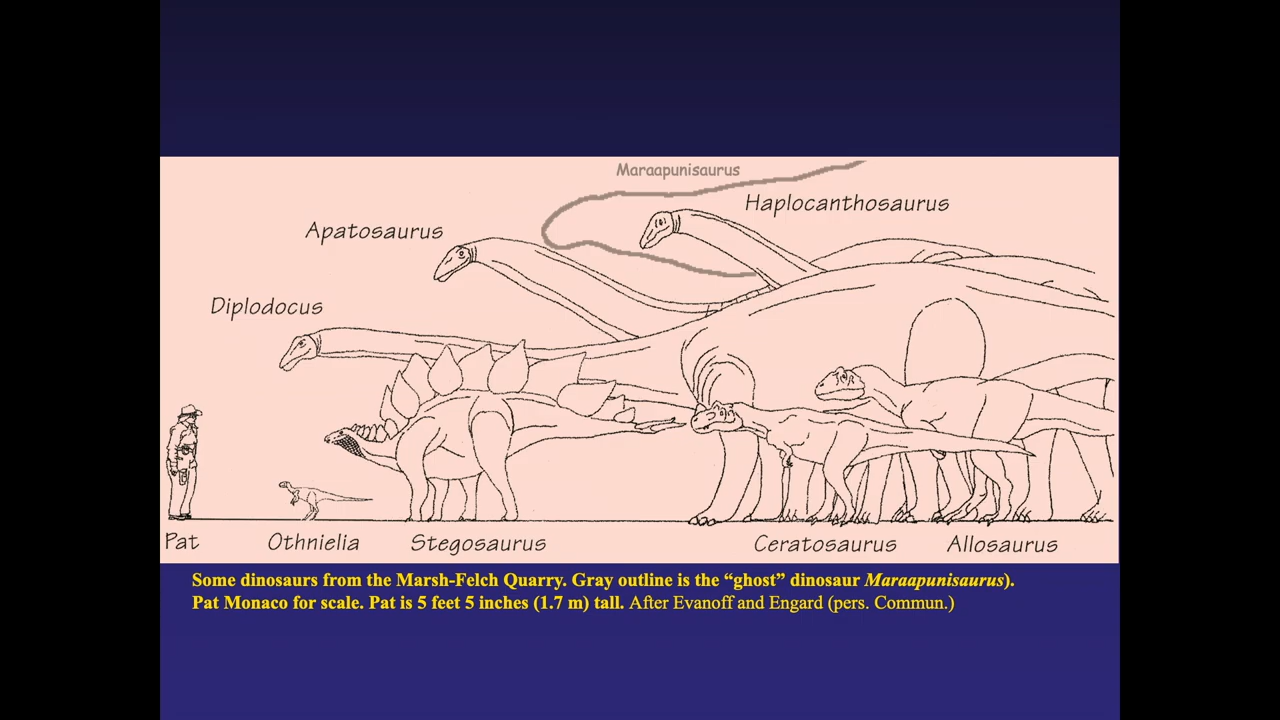 Maraapunisaurus
Haplocanthosaurus
Apatosaurus
Diplodocus
Pat
Othnielia
Stegosaurus
Ceratosaurus
Allosaurus
Some dinosaurs from the Marsh-Felch Quarry. Gray outline is the “ghost” dinosaur Maraapunisaurus).
Pat Monaco for scale. Pat is 5 feet 5 inches (1.7 m) tall. After Evanoff and Engard (pers. Commun.)